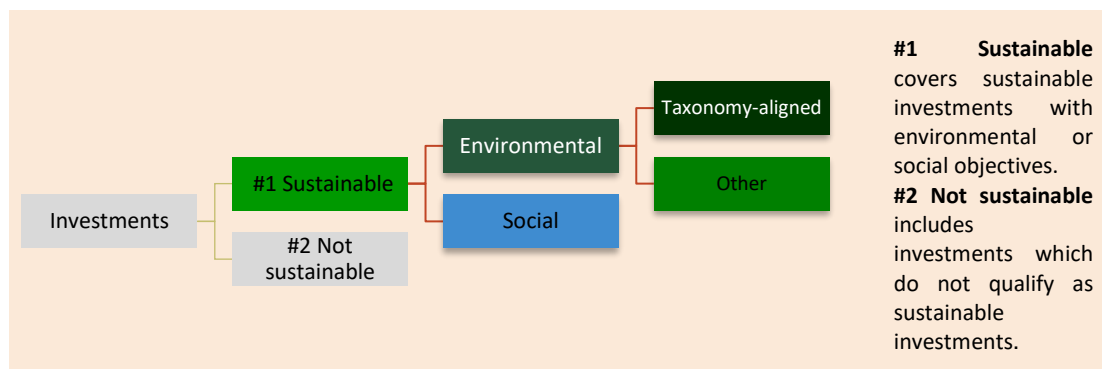 Investments
#1 Sustainable
#2 Not
sustainable
Environmental
Social
Taxonomy-aligned
Other
#1 Sustainable
covers sustainable
investments with
environmental or
social objectives.
#2 Not sustainable
includes
investments which
do not qualify as
sustainable
investments.